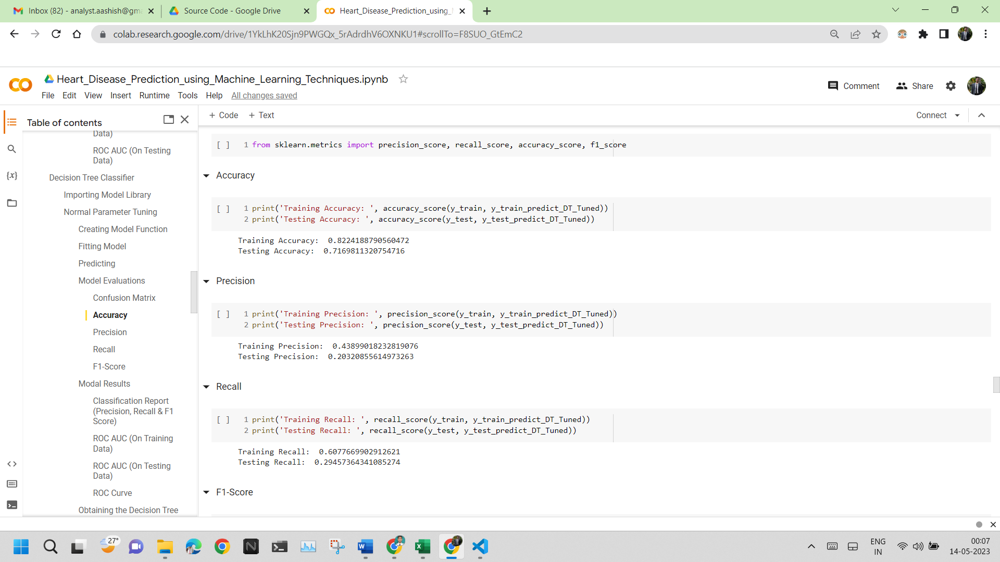 Inbox (82) - analyst.aashish@gm
Source Code - Google Drive
Heart_Disease_Prediction_using_
colab.research.google.com/drive/1YkLhK20Sjn9PWGQx_5rAdrdhV6OXNKU1#scrollTo=F8SUO_GtEmC2
Heart_Disease_Prediction_using_Machine_Learning_Techniques.ipynb
File Edit View Insert Runtime Tools Help All changes saved
Comment Share
Table of contents
Data)
ROC AUC (On Testing
Data)
Decision Tree Classifier
Importing Model Library
Normal Parameter Tuning
Creating Model Function
Fitting Model
Predicting
Model Evaluations
Confusion Matrix
Accuracy
Precision
Recall
F1-Score
Modal Results
Classification Report
(Precision, Recall & F1
Score)
ROC AUC (On Training
Data)
ROC AUC (On Testing
Data)
ROC Curve
Obtaining the Decision Tree
+ Code + Text
Connect
[ ] 1 from sklearn.metrics import precision_score, recall_score, accuracy_score, f1_score
Accuracy
[ ] 1 print('Training Accuracy: ', accuracy_score(y_train, y_train_predict_DT_Tuned))
2 print('Testing Accuracy: ', accuracy_score(y_test, y_test_predict_DT_Tuned))
Training Accuracy:  0.8224188790560472
Testing Accuracy:  0.7169811320754716
Precision
[ ] 1 print('Training Precision: ', precision_score(y_train, y_train_predict_DT_Tuned))
2 print('Testing Precision: ', precision_score(y_test, y_test_predict_DT_Tuned))
Training Precision:  0.43899018232819076
Testing Precision:  0.20320855614973263
Recall
[ ] 1 print('Training Recall: ', recall_score(y_train, y_train_predict_DT_Tuned))
2 print('Testing Recall: ', recall_score(y_test, y_test_predict_DT_Tuned))
Training Recall:  0.6077669902912621
Testing Recall:  0.29457364341085274
F1-Score
27°
ENG
IN
00:07
14-05-2023